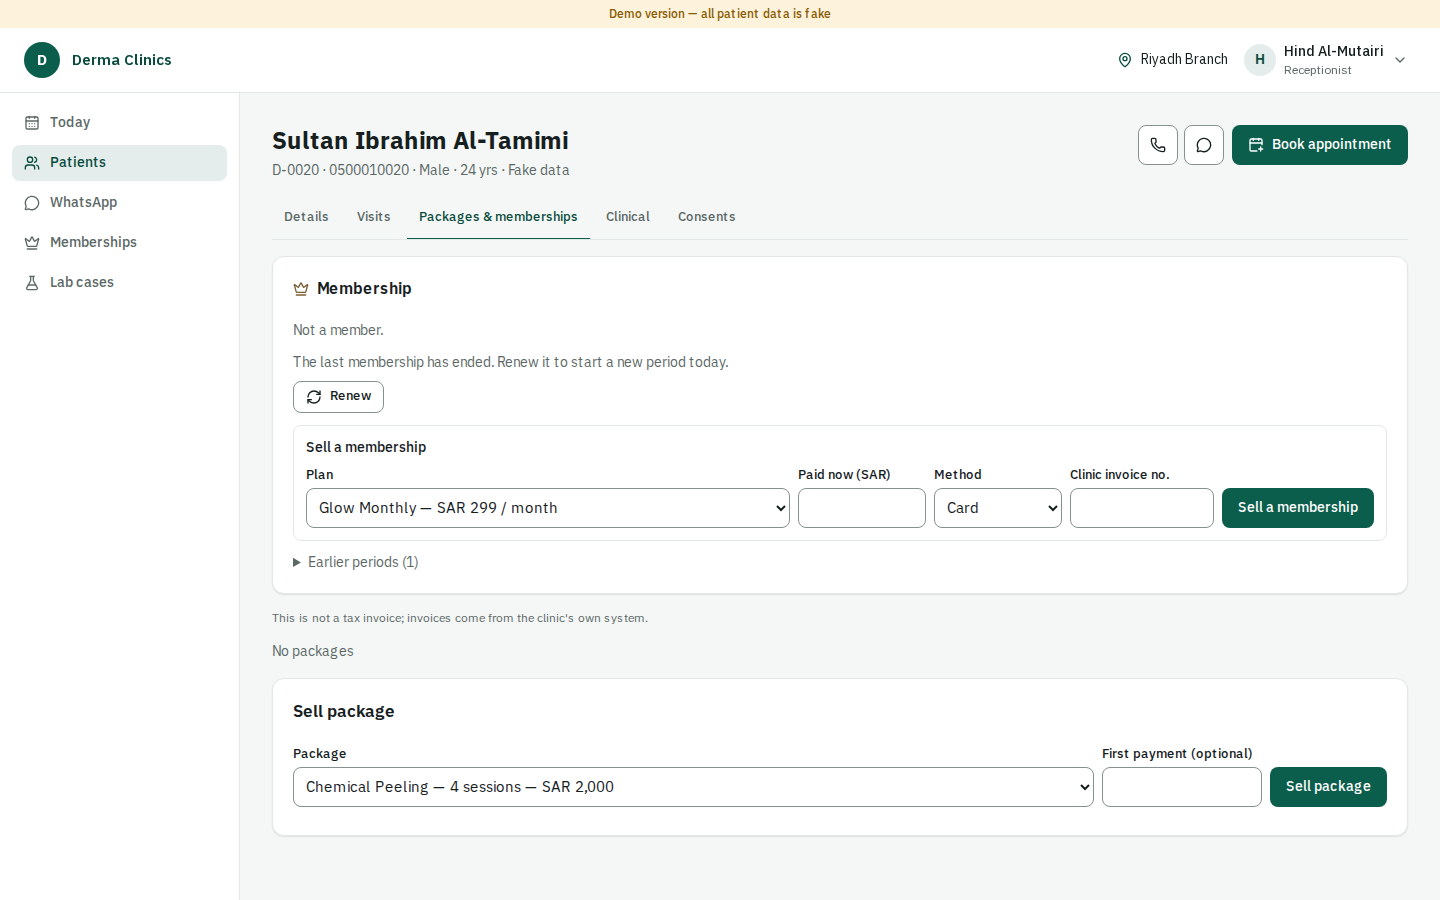 Demo version — all patient data is fake
D
Derma Clinics
Riyadh Branch
H
Hind Al-Mutairi
Receptionist
Today
Patients
WhatsApp
Memberships
Lab cases
Sultan Ibrahim Al-Tamimi
D-0020 · 0500010020 · Male · 24 yrs · Fake data
Book appointment
Details
Visits
Packages & memberships
Clinical
Consents
Membership
Not a member.
The last membership has ended. Renew it to start a new period today.
Renew
Sell a membership
Plan
Paid now (SAR)
Method
Clinic invoice no.
Glow Monthly — SAR 299 / month
Card
Sell a membership
Earlier periods (1)
This is not a tax invoice; invoices come from the clinic's own system.
No packages
Sell package
Package
First payment (optional)
Chemical Peeling — 4 sessions — SAR 2,000
Sell package